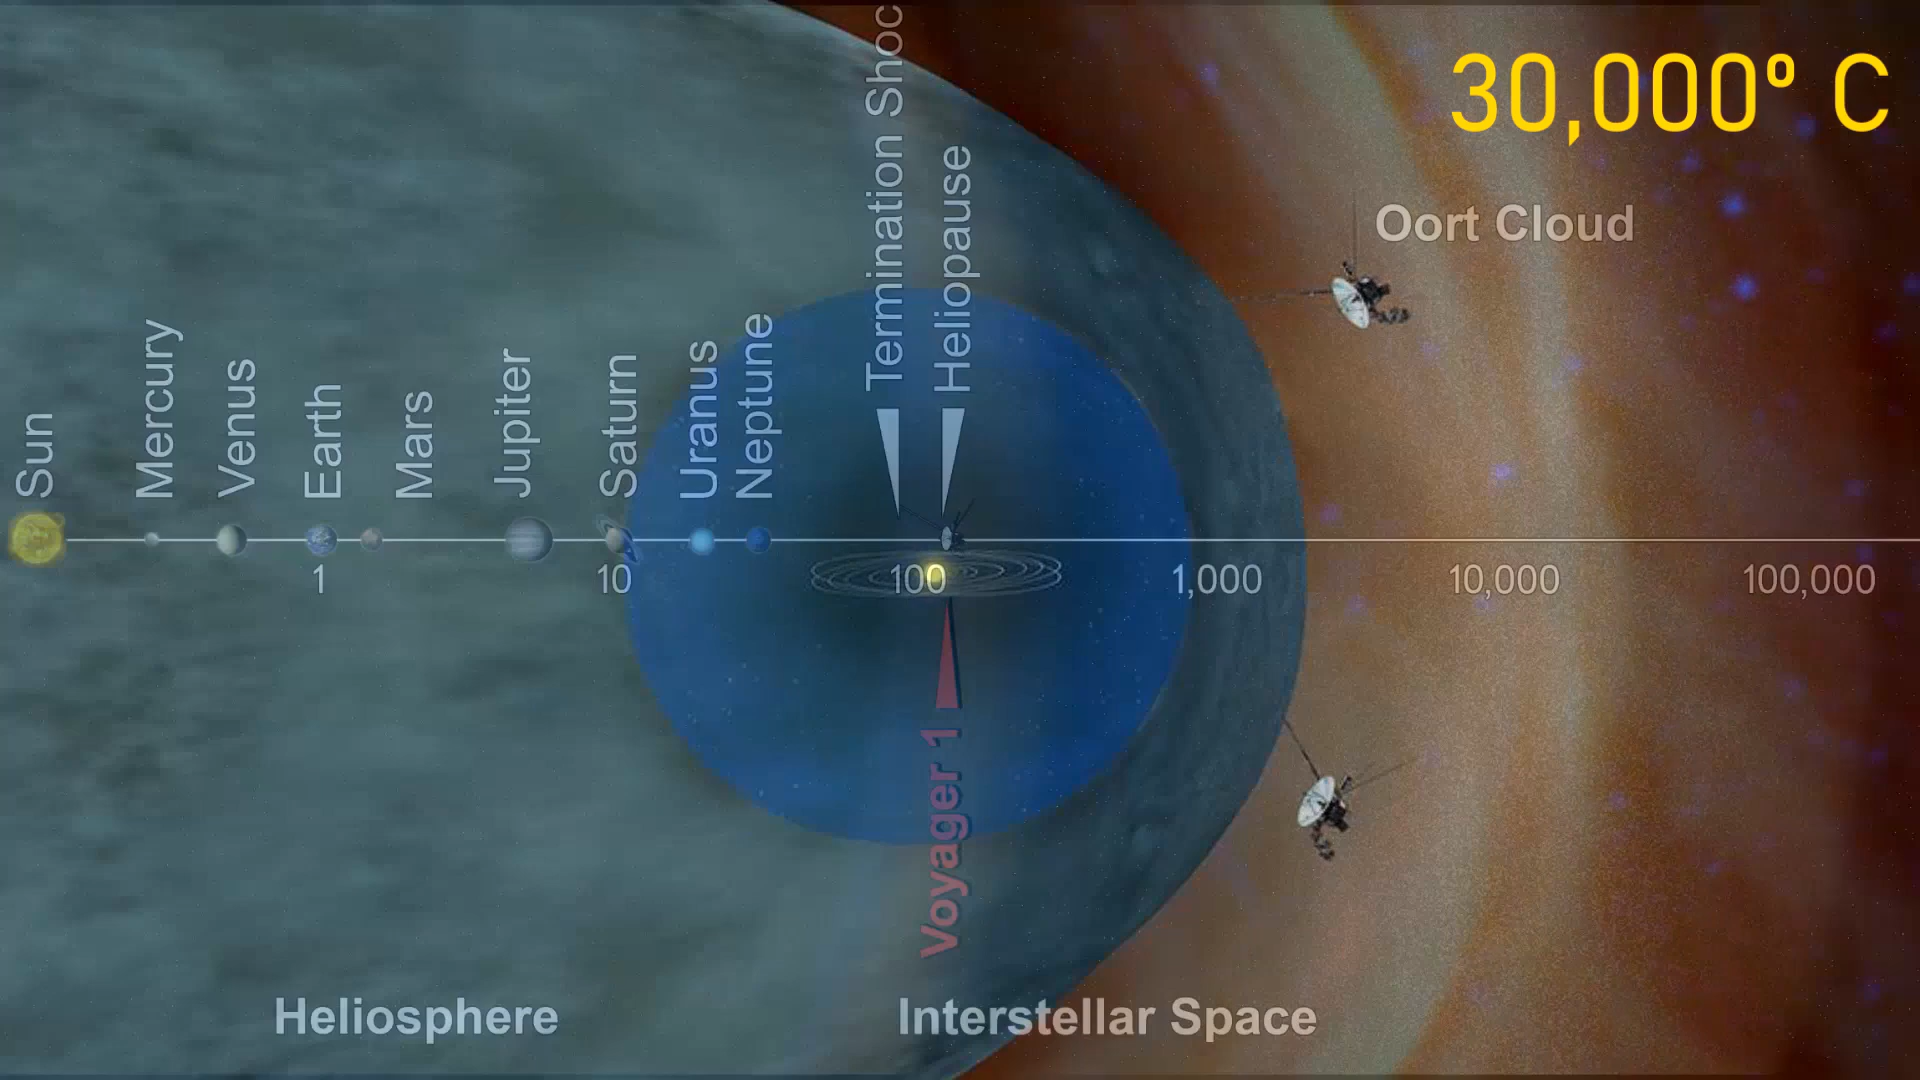 30,000° C
Oort Cloud
Sun
Mercury
Venus
Earth
Mars
Jupiter
Saturn
Uranus
Neptune
Termination Shoc
Heliopause
1
10
100
1,000
10,000
100,000
Voyager 1
Heliosphere
Interstellar Space